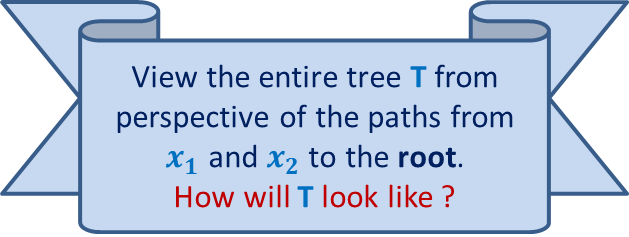 View the entire tree T from
perspective of the paths from
x₁ and x₂ to the root.
How will T look like ?